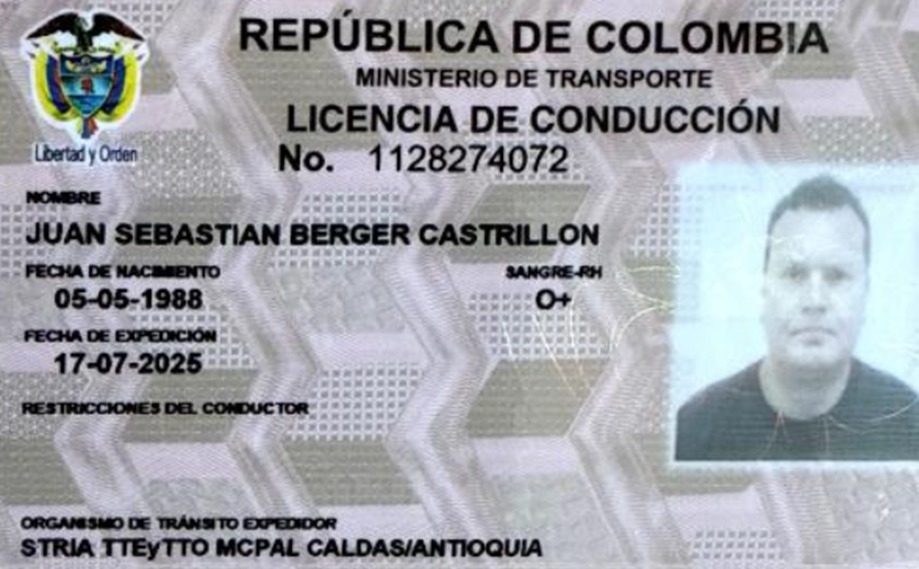 REPÚBLICA DE COLOMBIA
MINISTERIO DE TRANSPORTE
LICENCIA DE CONDUCCIÓN
No. 1128274072
Libertad y Orden
NOMBRE
JUAN SEBASTIAN BERGER CASTRILLON
FECHA DE NACIMIENTO SANGRE-RH
05-05-1988 O+
FECHA DE EXPEDICIÓN
17-07-2025
RESTRICCIONES DEL CONDUCTOR
ORGANISMO DE TRÁNSITO EXPEDIDOR
STRIA TTEyTTO MCPAL CALDAS/ANTIOQUIA